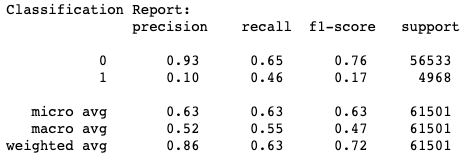 Classification Report:
precision recall f1-score support
0 0.93 0.65 0.76 56533
1 0.10 0.46 0.17 4968
micro avg 0.63 0.63 0.63 61501
macro avg 0.52 0.55 0.47 61501
weighted avg 0.86 0.63 0.72 61501